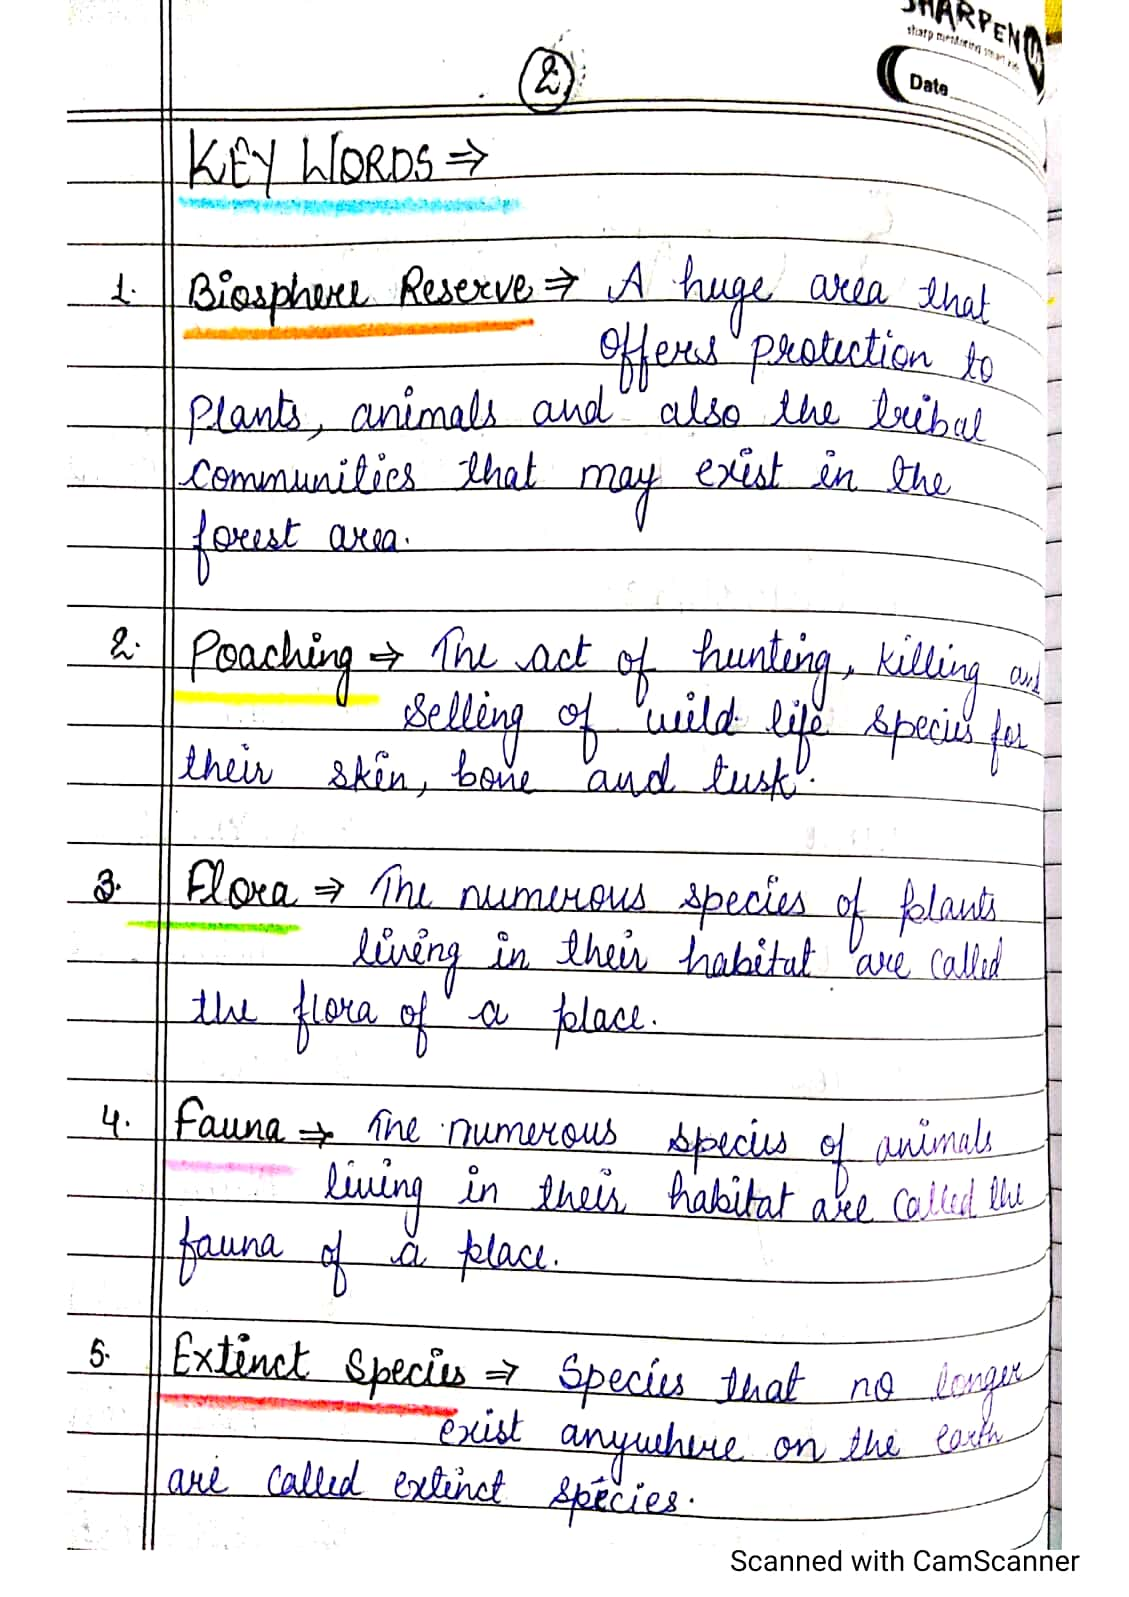 SHARPEN
sharp mentoring smart kids
2
Date
KEY WORDS ⇒
1. Biosphere Reserve ⇒ A huge area that
offers protection to
plants, animals and also the tribal
communities that may exist in the
forest area.
2. Poaching ⇒ The act of hunting, killing and
selling of wild life species for
their skin, bone and tusk.
3. Flora ⇒ The numerous species of plants
living in their habitat are called
the flora of a place.
4. Fauna ⇒ The numerous species of animals
living in their habitat are called the
fauna of a place.
5. Extinct Species ⇒ Species that no longer
exist anywhere on the earth
are called extinct species.
Scanned with CamScanner